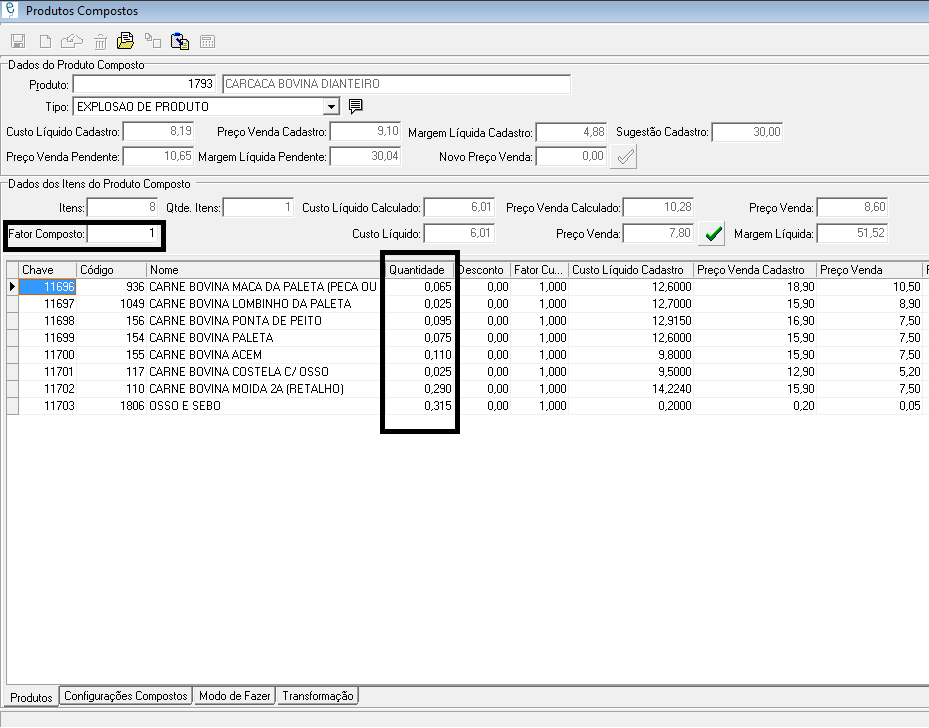 Produtos Compostos
Dados do Produto Composto
Produto: 1793 CARCACA BOVINA DIANTEIRO
Tipo: EXPLOSAO DE PRODUTO
Custo Líquido Cadastro: 8,19 Preço Venda Cadastro: 9,10 Margem Líquida Cadastro: 4,88 Sugestão Cadastro: 30,00
Preço Venda Pendente: 10,65 Margem Líquida Pendente: 30,04 Novo Preço Venda: 0,00
Dados dos Itens do Produto Composto
Itens: 8 Qtde. Itens: 1 Custo Líquido Calculado: 6,01 Preço Venda Calculado: 10,28 Preço Venda: 8,60
Fator Composto: 1 Custo Líquido: 6,01 Preço Venda: 7,80 Margem Líquida: 51,52
Chave Código Nome Quantidade Desconto Fator Cu... Custo Líquido Cadastro Preço Venda Cadastro Preço Venda
11696 936 CARNE BOVINA MACA DA PALETA (PECA OU 0,065 0,00 1,000 12,6000 18,90 10,50
11697 1049 CARNE BOVINA LOMBINHO DA PALETA 0,025 0,00 1,000 12,7000 15,90 8,90
11698 156 CARNE BOVINA PONTA DE PEITO 0,095 0,00 1,000 12,9150 16,90 7,50
11699 154 CARNE BOVINA PALETA 0,075 0,00 1,000 12,6000 15,90 7,50
11700 155 CARNE BOVINA ACEM 0,110 0,00 1,000 9,8000 15,90 7,50
11701 117 CARNE BOVINA COSTELA C/ OSSO 0,025 0,00 1,000 9,5000 12,90 5,20
11702 110 CARNE BOVINA MOIDA 2A (RETALHO) 0,290 0,00 1,000 14,2240 15,90 7,50
11703 1806 OSSO E SEBO 0,315 0,00 1,000 0,2000 0,20 0,05
Produtos Configurações Compostos Modo de Fazer Transformação